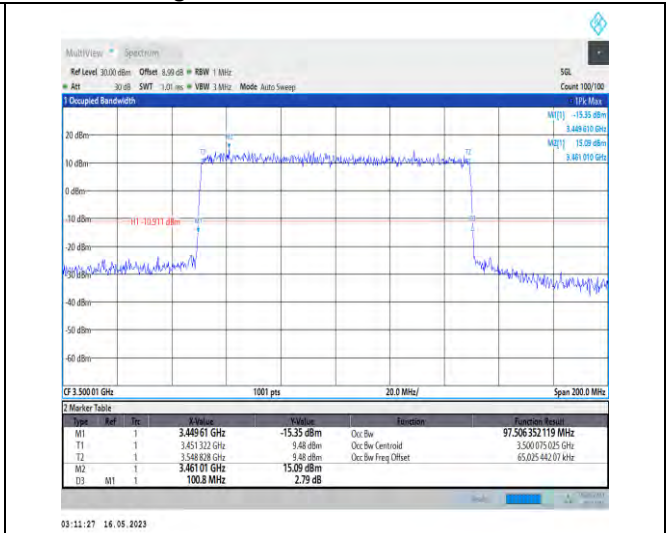 MultiView Spectrum
Ref Level 30.00 dBm Offset 8.99 dB RBW 1 MHz SGL
Att 30 dB SWT 1.01 ms VBW 3 MHz Mode Auto Sweep Count 100/100
1 Occupied Bandwidth 1Pk Max
M1[1] -15.35 dBm
3.449 610 GHz
20 dBm M2[1] 15.09 dBm
3.461 010 GHz
M2
T1 T2
10 dBm
0 dBm
-10 dBm H1 -10.911 dBm M1
-20 dBm
-30 dBm
-40 dBm
-50 dBm
-60 dBm
CF 3.500 01 GHz 1001 pts 20.0 MHz/ Span 200.0 MHz
2 Marker Table
Type Ref Trc X-Value Y-Value Function Function Result
M1 1 3.449 61 GHz -15.35 dBm Occ Bw 97.506 352 119 MHz
T1 1 3.451 322 GHz 9.48 dBm Occ Bw Centroid 3.500 075 025 GHz
T2 1 3.548 828 GHz 9.48 dBm Occ Bw Freq Offset 65.025 442 07 kHz
M2 1 3.461 01 GHz 15.09 dBm
D3 M1 1 100.8 MHz 2.79 dB
03:11:27 16.05.2023